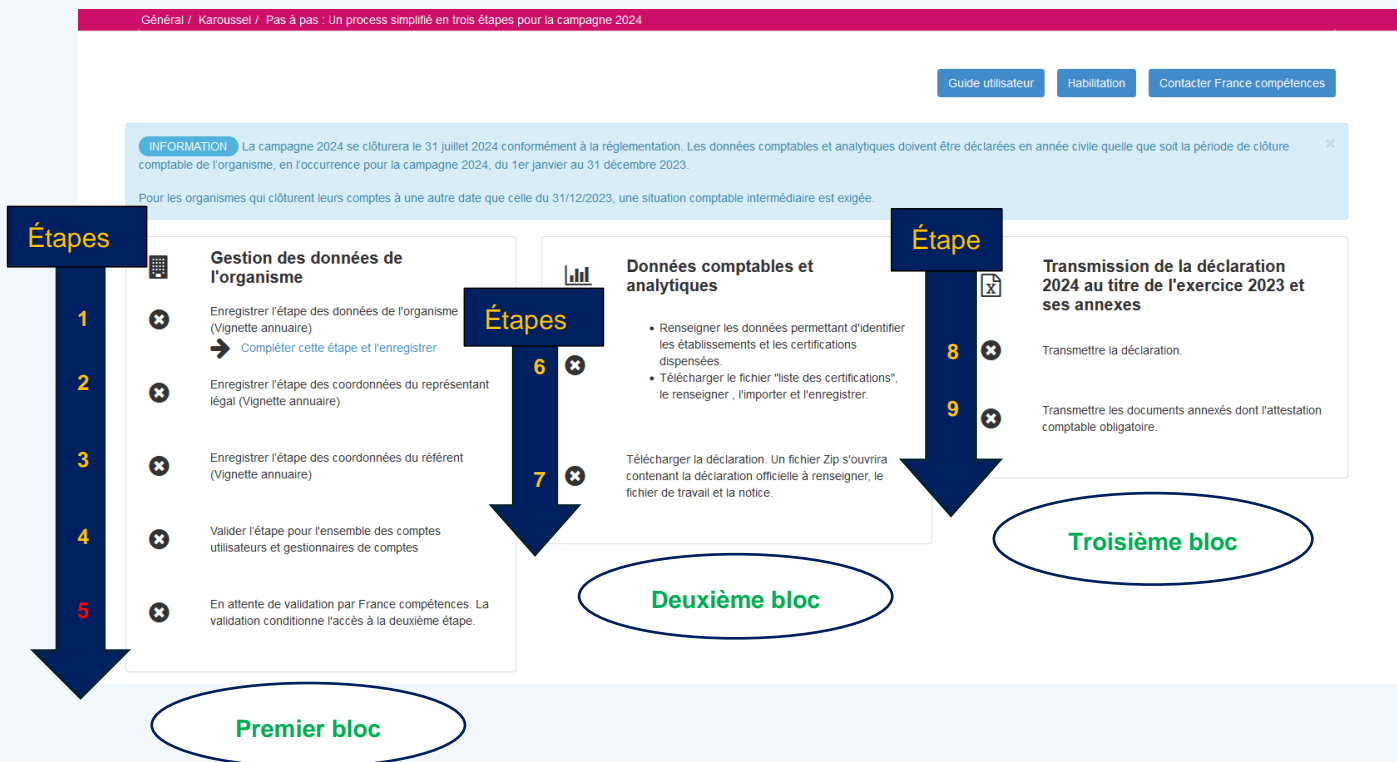 Général / Karoussel / Pas à pas : Un process simplifié en trois étapes pour la campagne 2024
Guide utilisateur
Habilitation
Contacter France compétences
INFORMATION La campagne 2024 se clôturera le 31 juillet 2024 conformément à la réglementation. Les données comptables et analytiques doivent être déclarées en année civile quelle que soit la période de clôture
comptable de l'organisme, en l'occurrence pour la campagne 2024, du 1er janvier au 31 décembre 2023.
×
Pour les organismes qui clôturent leurs comptes à une autre date que celle du 31/12/2023, une situation comptable intermédiaire est exigée.
Étapes
Gestion des données de
l'organisme
1
Enregistrer l'étape des données de l'organisme
(Vignette annuaire)
Compléter cette étape et l'enregistrer
2
Enregistrer l'étape des coordonnées du représentant
légal (Vignette annuaire)
3
Enregistrer l'étape des coordonnées du référent
(Vignette annuaire)
4
Valider l'étape pour l'ensemble des comptes
utilisateurs et gestionnaires de comptes
5
En attente de validation par France compétences. La
validation conditionne l'accès à la deuxième étape.
Premier bloc
Étapes
Données comptables et
analytiques
6
• Renseigner les données permettant d'identifier
les établissements et les certifications
dispensées.
• Télécharger le fichier "liste des certifications",
le renseigner , l'importer et l'enregistrer.
7
Télécharger la déclaration. Un fichier Zip s'ouvrira
contenant la déclaration officielle à renseigner, le
fichier de travail et la notice.
Deuxième bloc
Étape
X
Transmission de la déclaration
2024 au titre de l'exercice 2023 et
ses annexes
8
Transmettre la déclaration.
9
Transmettre les documents annexés dont l'attestation
comptable obligatoire.
Troisième bloc